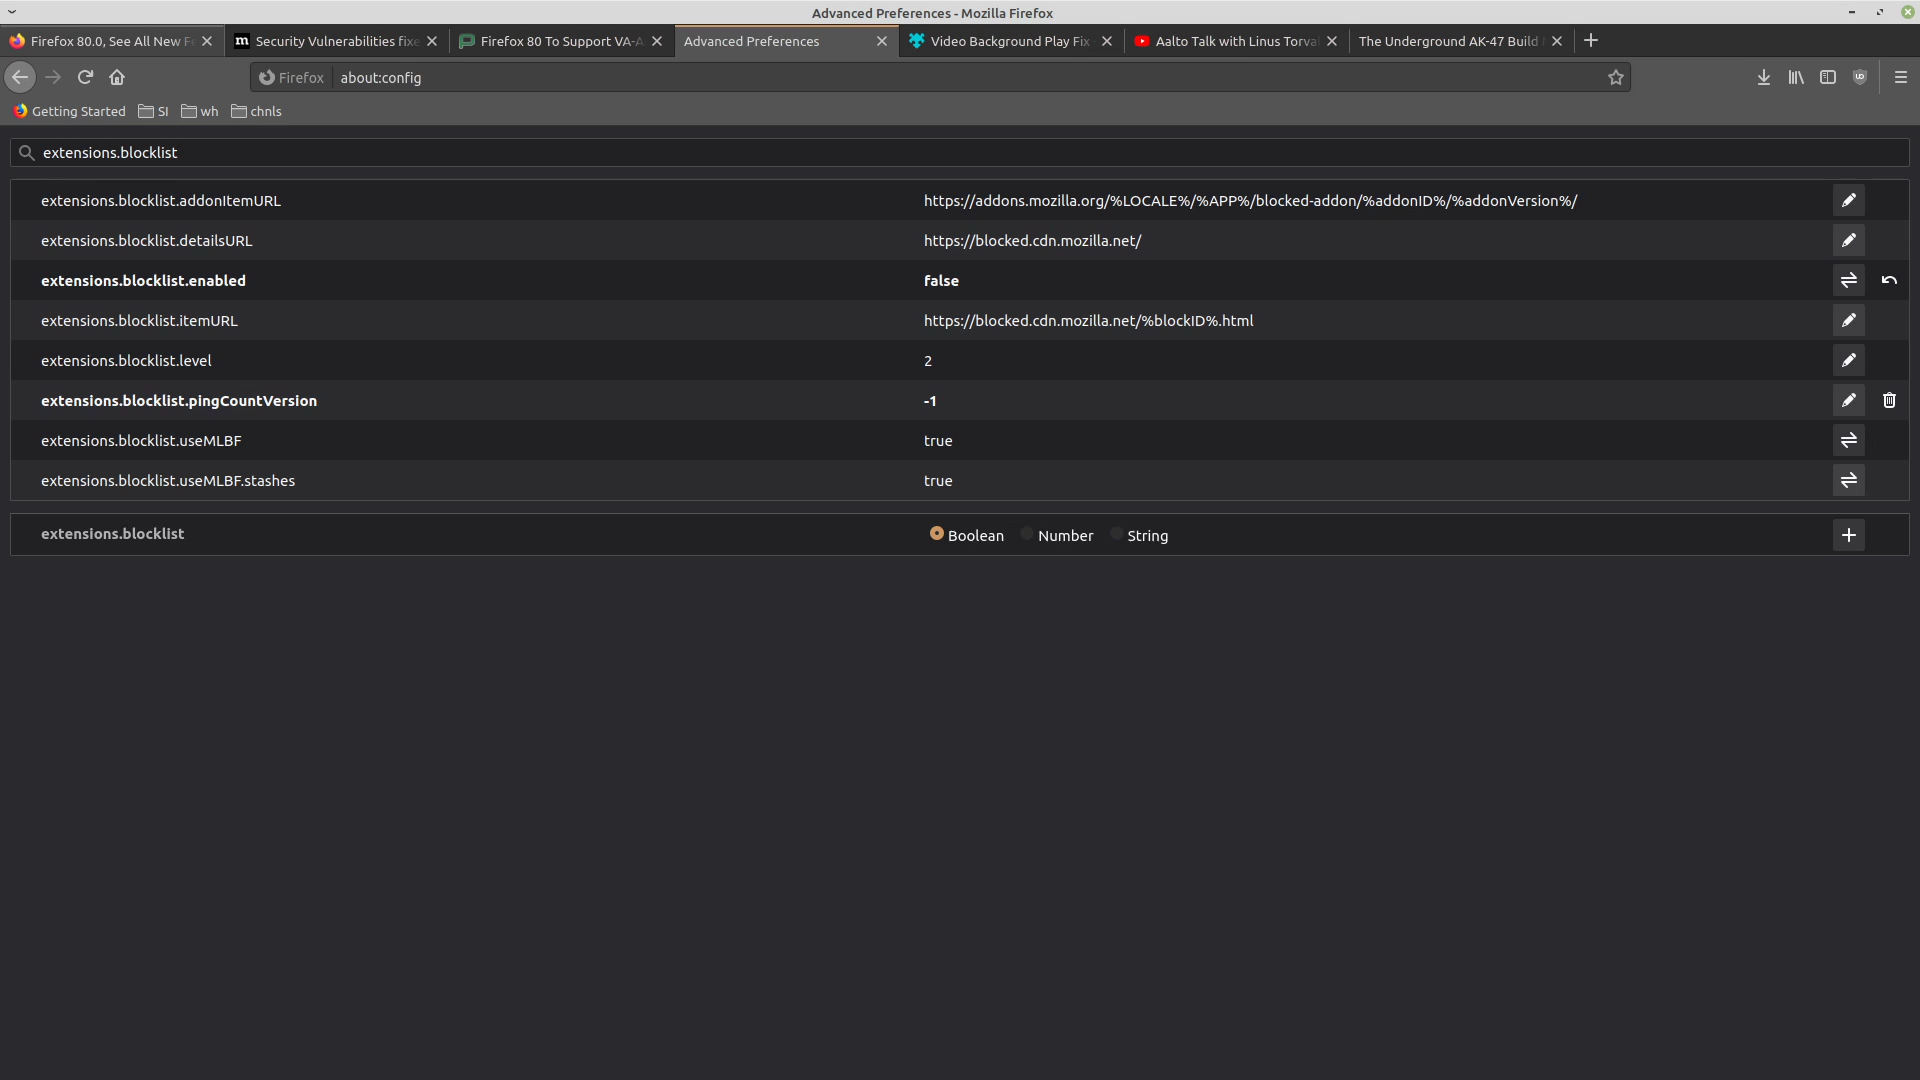 Advanced Preferences - Mozilla Firefox
Firefox 80.0, See All New Fe
m Security Vulnerabilities fixe
Firefox 80 To Support VA-A
Advanced Preferences
Video Background Play Fix
Aalto Talk with Linus Torval
The Underground AK-47 Build
Firefox about:config
Getting Started SI wh chnls
extensions.blocklist
extensions.blocklist.addonItemURL https://addons.mozilla.org/%LOCALE%/%APP%/blocked-addon/%addonID%/%addonVersion%/
extensions.blocklist.detailsURL https://blocked.cdn.mozilla.net/
extensions.blocklist.enabled false
extensions.blocklist.itemURL https://blocked.cdn.mozilla.net/%blockID%.html
extensions.blocklist.level 2
extensions.blocklist.pingCountVersion -1
extensions.blocklist.useMLBF true
extensions.blocklist.useMLBF.stashes true
extensions.blocklist Boolean Number String